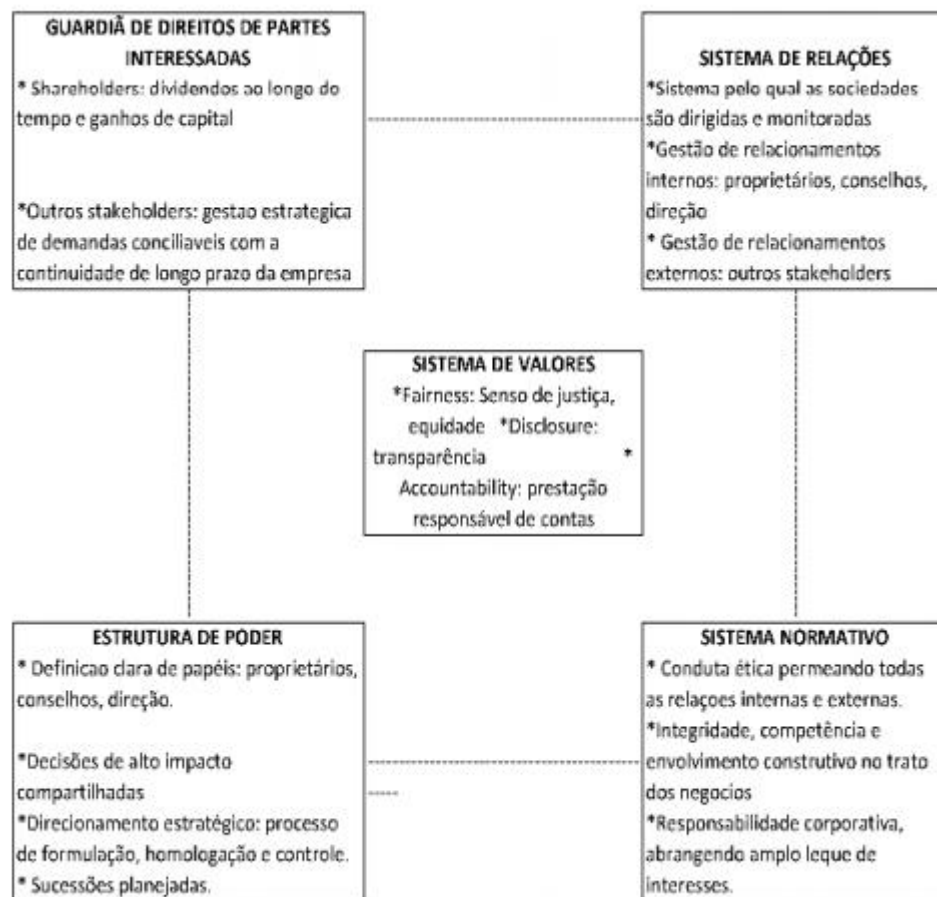 GUARDIÃ DE DIREITOS DE PARTES
INTERESSADAS
* Shareholders: dividendos ao longo do
tempo e ganhos de capital
*Outros stakeholders: gestao estrategica
de demandas conciliaveis com a
continuidade de longo prazo da empresa
SISTEMA DE RELAÇÕES
*Sistema pelo qual as sociedades
são dirigidas e monitoradas
*Gestão de relacionamentos
internos: proprietários, conselhos,
direção
* Gestão de relacionamentos
externos: outros stakeholders
SISTEMA DE VALORES
*Fairness: Senso de justiça,
equidade *Disclosure:
transparência *
Accountability: prestação
responsável de contas
ESTRUTURA DE PODER
* Definicao clara de papéis: proprietários,
conselhos, direção.
*Decisões de alto impacto
compartilhadas
*Direcionamento estratégico: processo
de formulação, homologação e controle.
* Sucessões planejadas.
SISTEMA NORMATIVO
* Conduta ética permeando todas
as relaçoes internas e externas.
*Integridade, competência e
envolvimento construtivo no trato
dos negocios
*Responsabilidade corporativa,
abrangendo amplo leque de
interesses.